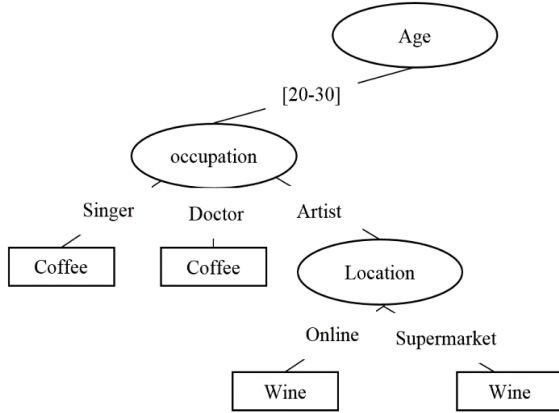 Age
[20-30]
occupation
Singer
Doctor
Artist
Coffee
Coffee
Location
Online
Supermarket
Wine
Wine